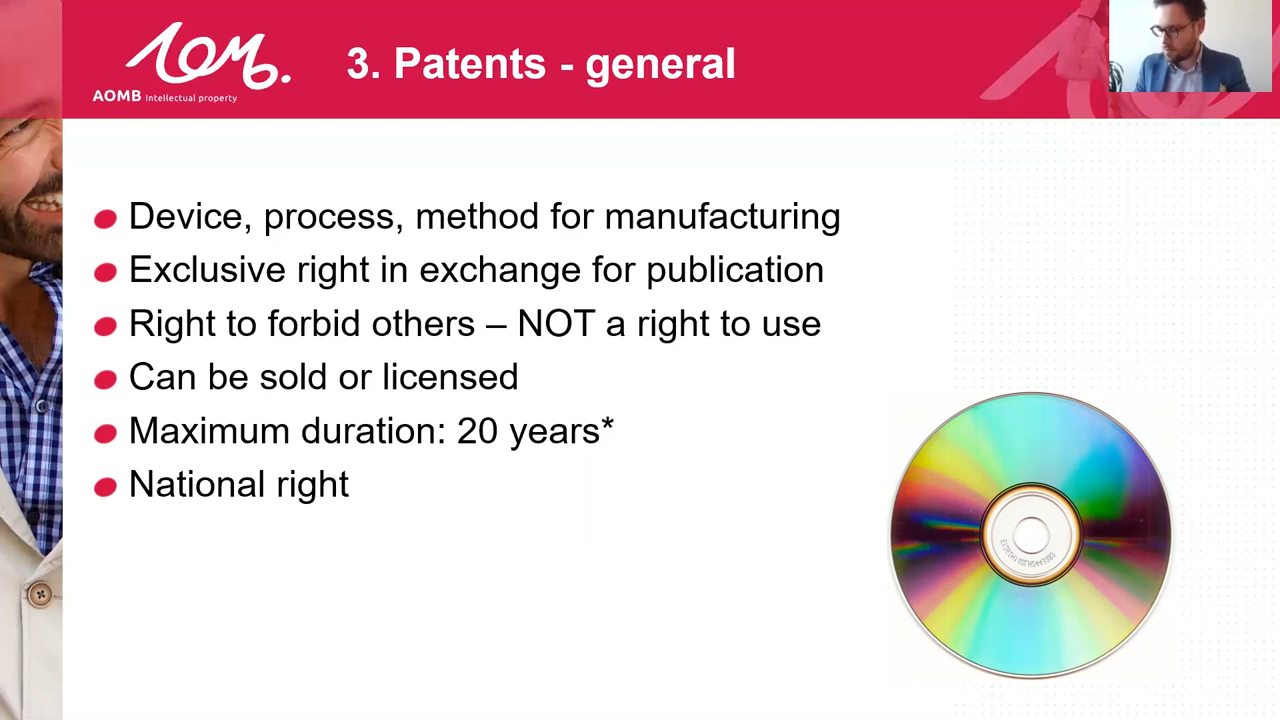 3. Patents - general
AOMB Intellectual property
Device, process, method for manufacturing
Exclusive right in exchange for publication
Right to forbid others – NOT a right to use
Can be sold or licensed
Maximum duration: 20 years*
National right